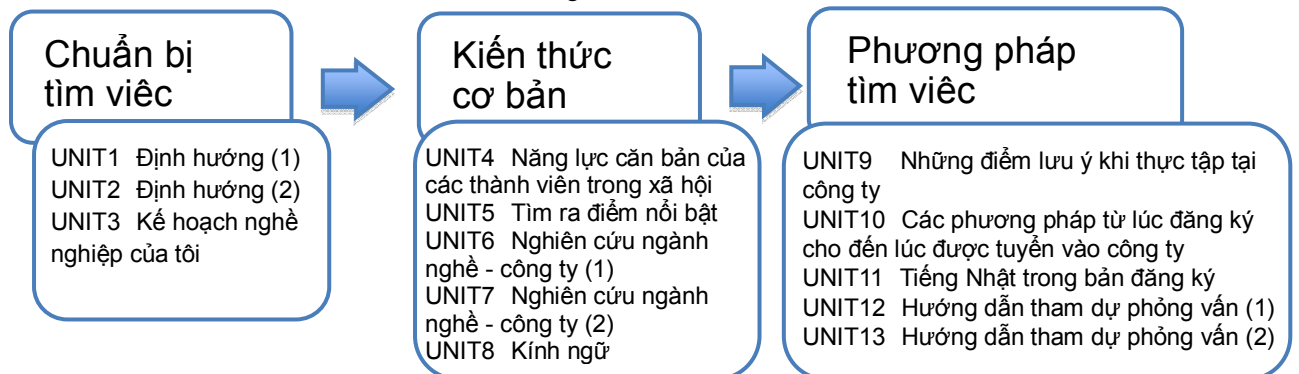 Chuẩn bị
tìm viêc
UNIT1 Định hướng (1)
UNIT2 Định hướng (2)
UNIT3 Kế hoạch nghề
nghiệp của tôi
Kiến thức
cơ bản
UNIT4 Năng lực căn bản của
các thành viên trong xã hội
UNIT5 Tìm ra điểm nổi bật
UNIT6 Nghiên cứu ngành
nghề - công ty (1)
UNIT7 Nghiên cứu ngành
nghề - công ty (2)
UNIT8 Kính ngữ
Phương pháp
tìm viêc
UNIT9 Những điểm lưu ý khi thực tập tại
công ty
UNIT10 Các phương pháp từ lúc đăng ký
cho đến lúc được tuyển vào công ty
UNIT11 Tiếng Nhật trong bản đăng ký
UNIT12 Hướng dẫn tham dự phỏng vấn (1)
UNIT13 Hướng dẫn tham dự phỏng vấn (2)